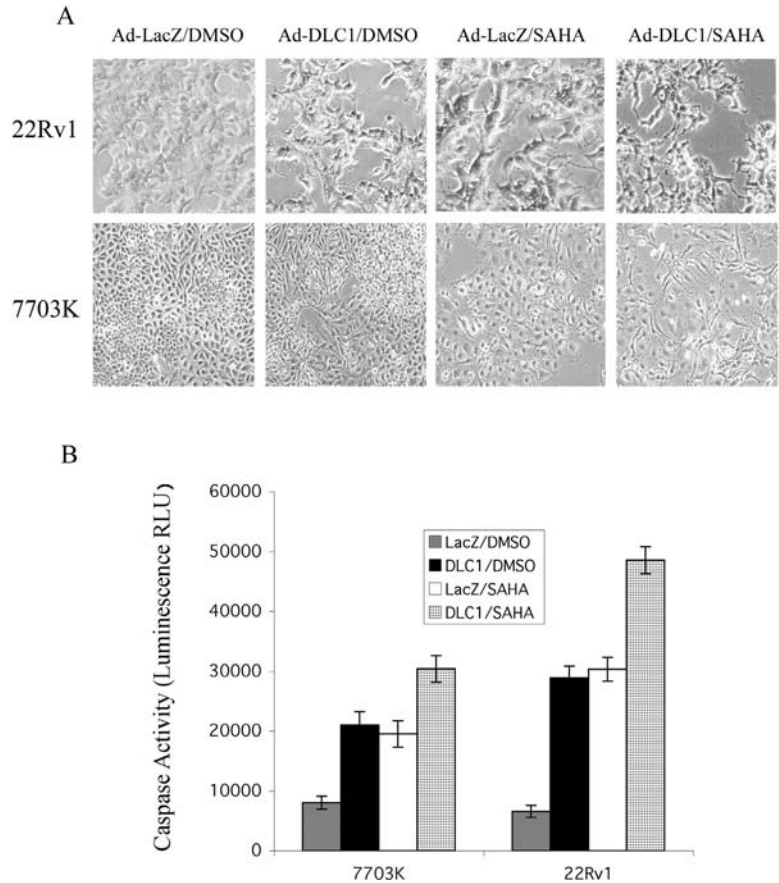 A
Ad-LacZ/DMSO Ad-DLC1/DMSO Ad-LacZ/SAHA Ad-DLC1/SAHA
22Rv1
7703K
B
Caspase Activity (Luminescence RLU)
60000
50000
40000
30000
20000
10000
0
LacZ/DMSO
DLC1/DMSO
LacZ/SAHA
DLC1/SAHA
7703K 22Rv1